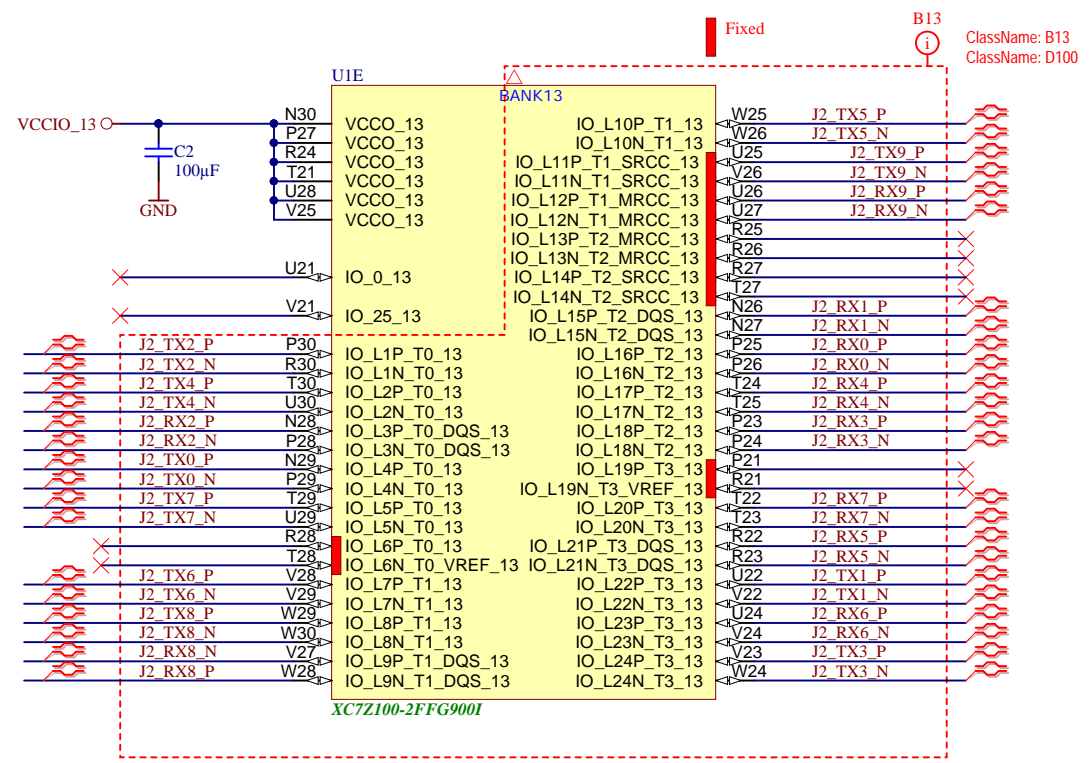 B13
Fixed
ClassName: B13
ClassName: D100
U1E
BANK13
VCCIO_13
C2
100µF
GND
N30 VCCO_13
P27 VCCO_13
R24 VCCO_13
T21 VCCO_13
U28 VCCO_13
V25 VCCO_13
U21 IO_0_13
V21 IO_25_13
J2_TX2_P P30 IO_L1P_T0_13
J2_TX2_N R30 IO_L1N_T0_13
J2_TX4_P T30 IO_L2P_T0_13
J2_TX4_N U30 IO_L2N_T0_13
J2_RX2_P N28 IO_L3P_T0_DQS_13
J2_RX2_N P28 IO_L3N_T0_DQS_13
J2_TX0_P N29 IO_L4P_T0_13
J2_TX0_N P29 IO_L4N_T0_13
J2_TX7_P T29 IO_L5P_T0_13
J2_TX7_N U29 IO_L5N_T0_13
R28 IO_L6P_T0_13
T28 IO_L6N_T0_VREF_13
J2_TX6_P V28 IO_L7P_T1_13
J2_TX6_N V29 IO_L7N_T1_13
J2_TX8_P W29 IO_L8P_T1_13
J2_TX8_N W30 IO_L8N_T1_13
J2_RX8_N V27 IO_L9P_T1_DQS_13
J2_RX8_P W28 IO_L9N_T1_DQS_13
IO_L10P_T1_13 W25 J2_TX5_P
IO_L10N_T1_13 W26 J2_TX5_N
IO_L11P_T1_SRCC_13 U25 J2_TX9_P
IO_L11N_T1_SRCC_13 V26 J2_TX9_N
IO_L12P_T1_MRCC_13 U26 J2_RX9_P
IO_L12N_T1_MRCC_13 U27 J2_RX9_N
IO_L13P_T2_MRCC_13 R25
IO_L13N_T2_MRCC_13 R26
IO_L14P_T2_SRCC_13 R27
IO_L14N_T2_SRCC_13 T27
IO_L15P_T2_DQS_13 N26 J2_RX1_P
IO_L15N_T2_DQS_13 N27 J2_RX1_N
IO_L16P_T2_13 P25 J2_RX0_P
IO_L16N_T2_13 P26 J2_RX0_N
IO_L17P_T2_13 T24 J2_RX4_P
IO_L17N_T2_13 T25 J2_RX4_N
IO_L18P_T2_13 P23 J2_RX3_P
IO_L18N_T2_13 P24 J2_RX3_N
IO_L19P_T3_13 P21
IO_L19N_T3_VREF_13 R21
IO_L20P_T3_13 T22 J2_RX7_P
IO_L20N_T3_13 T23 J2_RX7_N
IO_L21P_T3_DQS_13 R22 J2_RX5_P
IO_L21N_T3_DQS_13 R23 J2_RX5_N
IO_L22P_T3_13 U22 J2_TX1_P
IO_L22N_T3_13 V22 J2_TX1_N
IO_L23P_T3_13 U24 J2_RX6_P
IO_L23N_T3_13 V24 J2_RX6_N
IO_L24P_T3_13 V23 J2_TX3_P
IO_L24N_T3_13 W24 J2_TX3_N
XC7Z100-2FFG900I